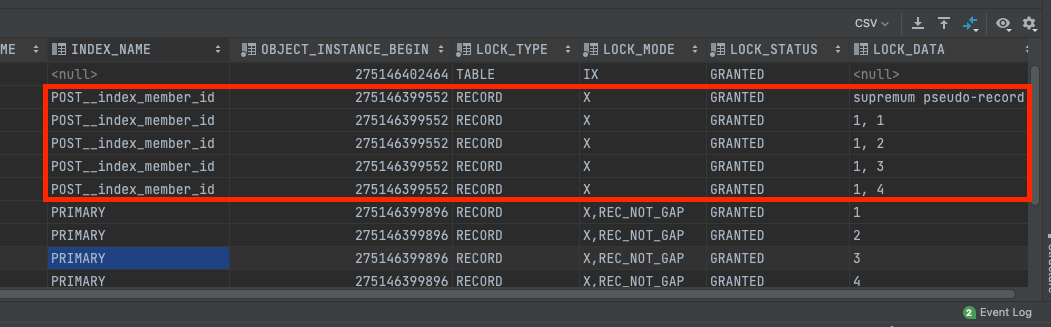 CSV
ME INDEX_NAME OBJECT_INSTANCE_BEGIN LOCK_TYPE LOCK_MODE LOCK_STATUS LOCK_DATA
<null> 275146402464 TABLE IX GRANTED <null>
POST__index_member_id 275146399552 RECORD X GRANTED supremum pseudo-record
POST__index_member_id 275146399552 RECORD X GRANTED 1, 1
POST__index_member_id 275146399552 RECORD X GRANTED 1, 2
POST__index_member_id 275146399552 RECORD X GRANTED 1, 3
POST__index_member_id 275146399552 RECORD X GRANTED 1, 4
PRIMARY 275146399896 RECORD X,REC_NOT_GAP GRANTED 1
PRIMARY 275146399896 RECORD X,REC_NOT_GAP GRANTED 2
PRIMARY 275146399896 RECORD X,REC_NOT_GAP GRANTED 3
PRIMARY 275146399896 RECORD X,REC_NOT_GAP GRANTED 4
2 Event Log